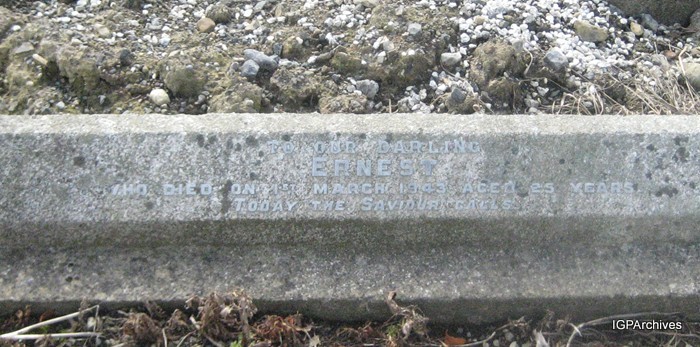 TO OUR DARLING
ERNEST
WHO DIED ON 1ST MARCH 1943 AGED 25 YEARS
"TODAY THE SAVIOUR CALLS."
IGPArchives